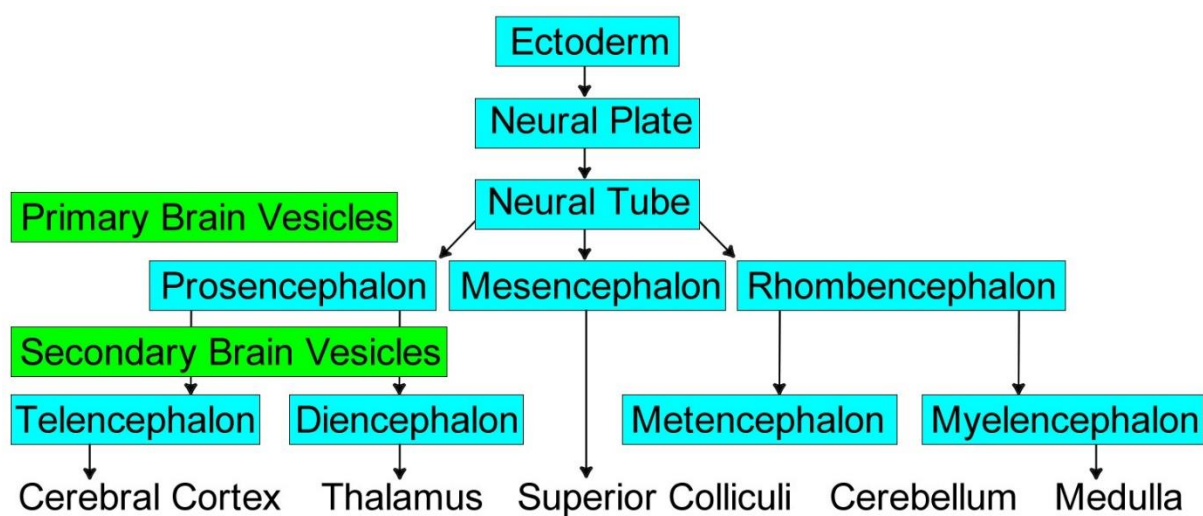 Ectoderm
Neural Plate
Neural Tube
Primary Brain Vesicles
Prosencephalon
Mesencephalon
Rhombencephalon
Secondary Brain Vesicles
Telencephalon
Diencephalon
Metencephalon
Myelencephalon
Cerebral Cortex
Thalamus
Superior Colliculi
Cerebellum
Medulla